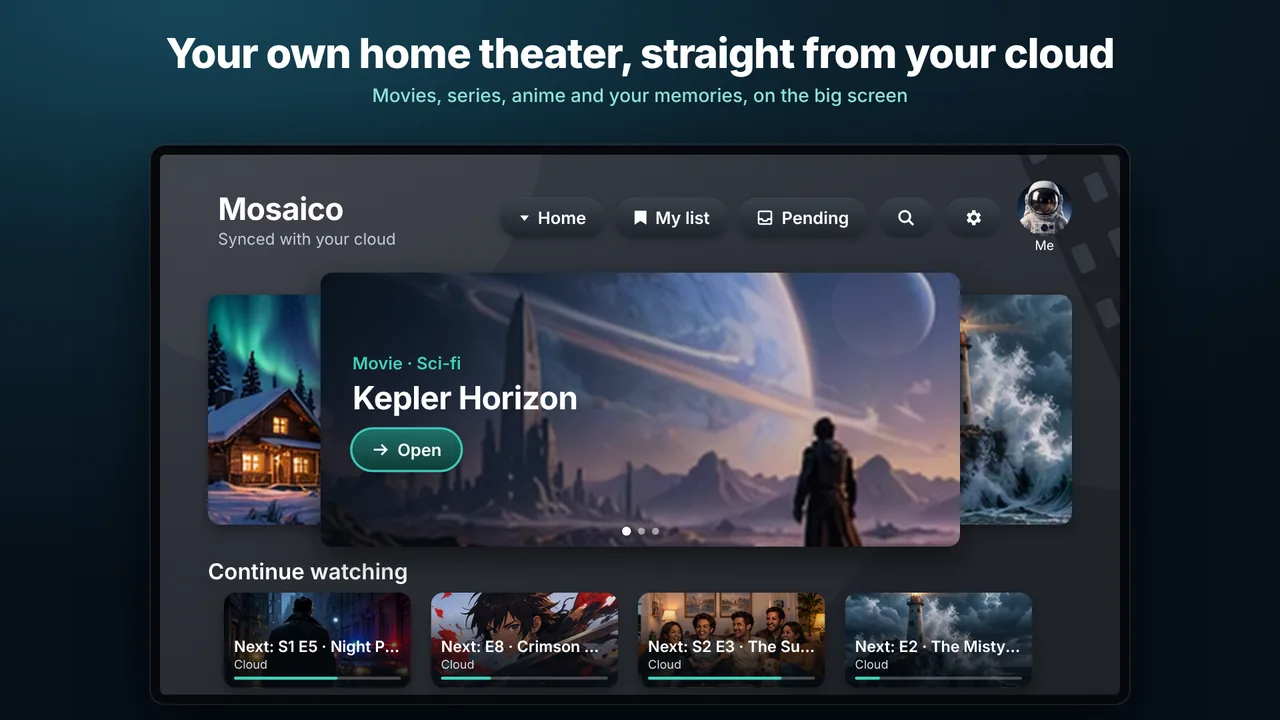 Your own home theater, straight from your cloud
Movies, series, anime and your memories, on the big screen
Mosaico
Synced with your cloud
Home
My list
Pending
Me
Movie · Sci-fi
Kepler Horizon
Open
Continue watching
Next: S1 E5 · Night P...
Cloud
Next: E8 · Crimson ...
Cloud
Next: S2 E3 · The Su...
Cloud
Next: E2 · The Misty...
Cloud